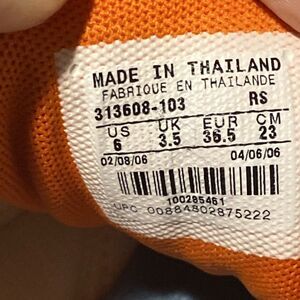 MADE IN THAILAND
FABRIQUE EN THAILANDE
313608-103 RS
US UK EUR CM
6 3.5 36.5 23
02/08/06 04/06/06
100285461
UPC 00884802875222